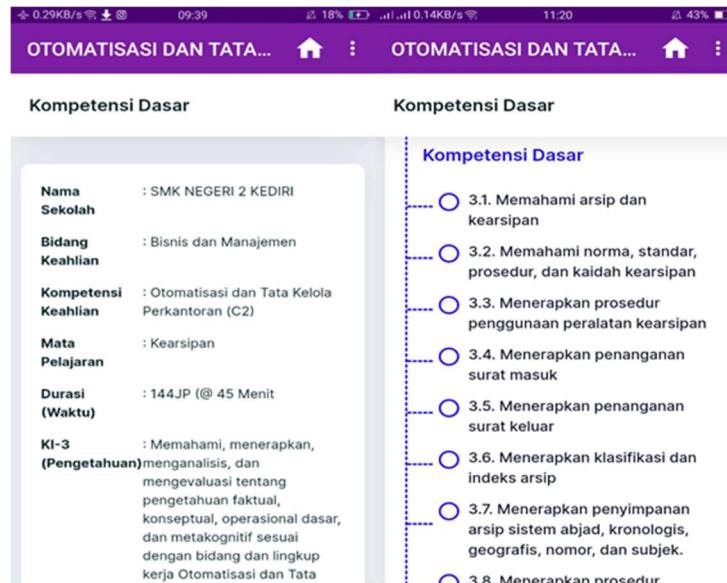 0.29KB/s 09:39 18%
OTOMATISASI DAN TATA...
Kompetensi Dasar
Nama Sekolah : SMK NEGERI 2 KEDIRI
Bidang Keahlian : Bisnis dan Manajemen
Kompetensi Keahlian : Otomatisasi dan Tata Kelola
Perkantoran (C2)
Mata Pelajaran : Kearsipan
Durasi (Waktu) : 144JP (@ 45 Menit
KI-3 (Pengetahuan) : Memahami, menerapkan,
menganalisis, dan
mengevaluasi tentang
pengetahuan faktual,
konseptual, operasional dasar,
dan metakognitif sesuai
dengan bidang dan lingkup
kerja Otomatisasi dan Tata
0.14KB/s 11:20 43%
OTOMATISASI DAN TATA...
Kompetensi Dasar
Kompetensi Dasar
3.1. Memahami arsip dan
kearsipan
3.2. Memahami norma, standar,
prosedur, dan kaidah kearsipan
3.3. Menerapkan prosedur
penggunaan peralatan kearsipan
3.4. Menerapkan penanganan
surat masuk
3.5. Menerapkan penanganan
surat keluar
3.6. Menerapkan klasifikasi dan
indeks arsip
3.7. Menerapkan penyimpanan
arsip sistem abjad, kronologis,
geografis, nomor, dan subjek.
3.8. Menerapkan prosedur